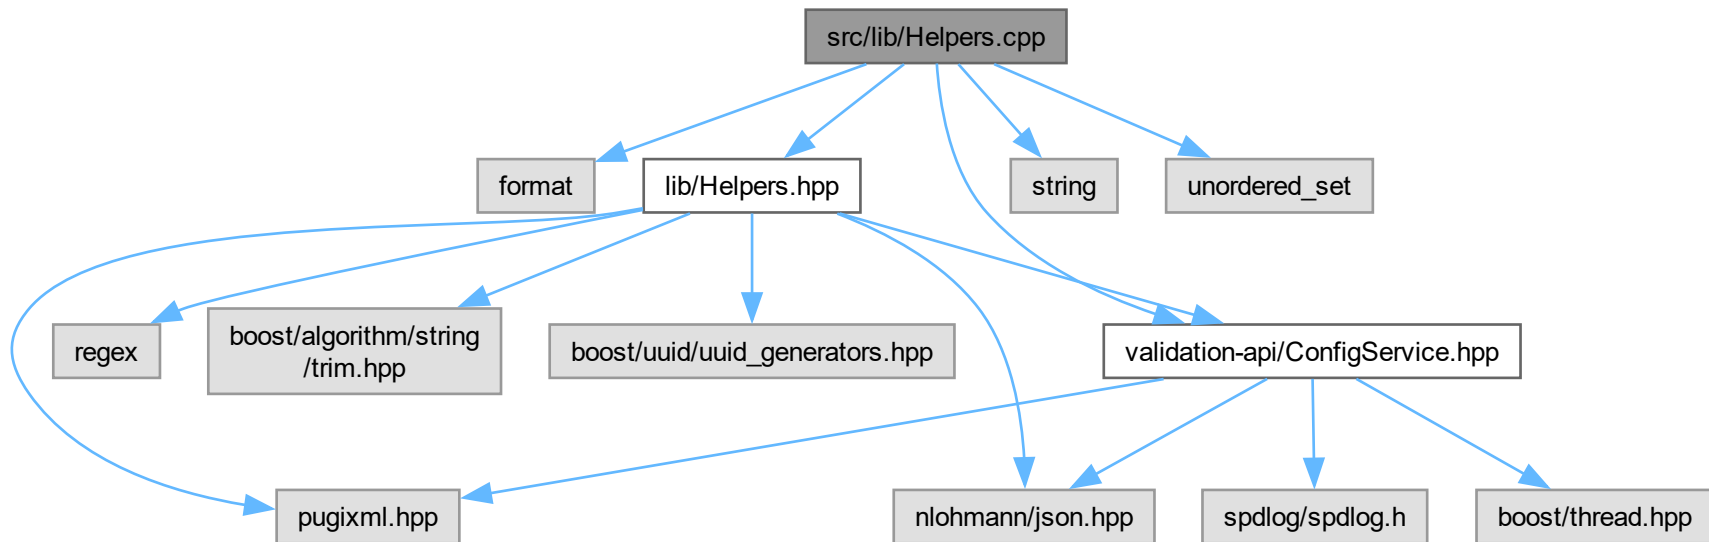 src/lib/Helpers.cpp
format
lib/Helpers.hpp
string
unordered_set
regex
boost/algorithm/string
/trim.hpp
boost/uuid/uuid_generators.hpp
validation-api/ConfigService.hpp
pugixml.hpp
nlohmann/json.hpp
spdlog/spdlog.h
boost/thread.hpp